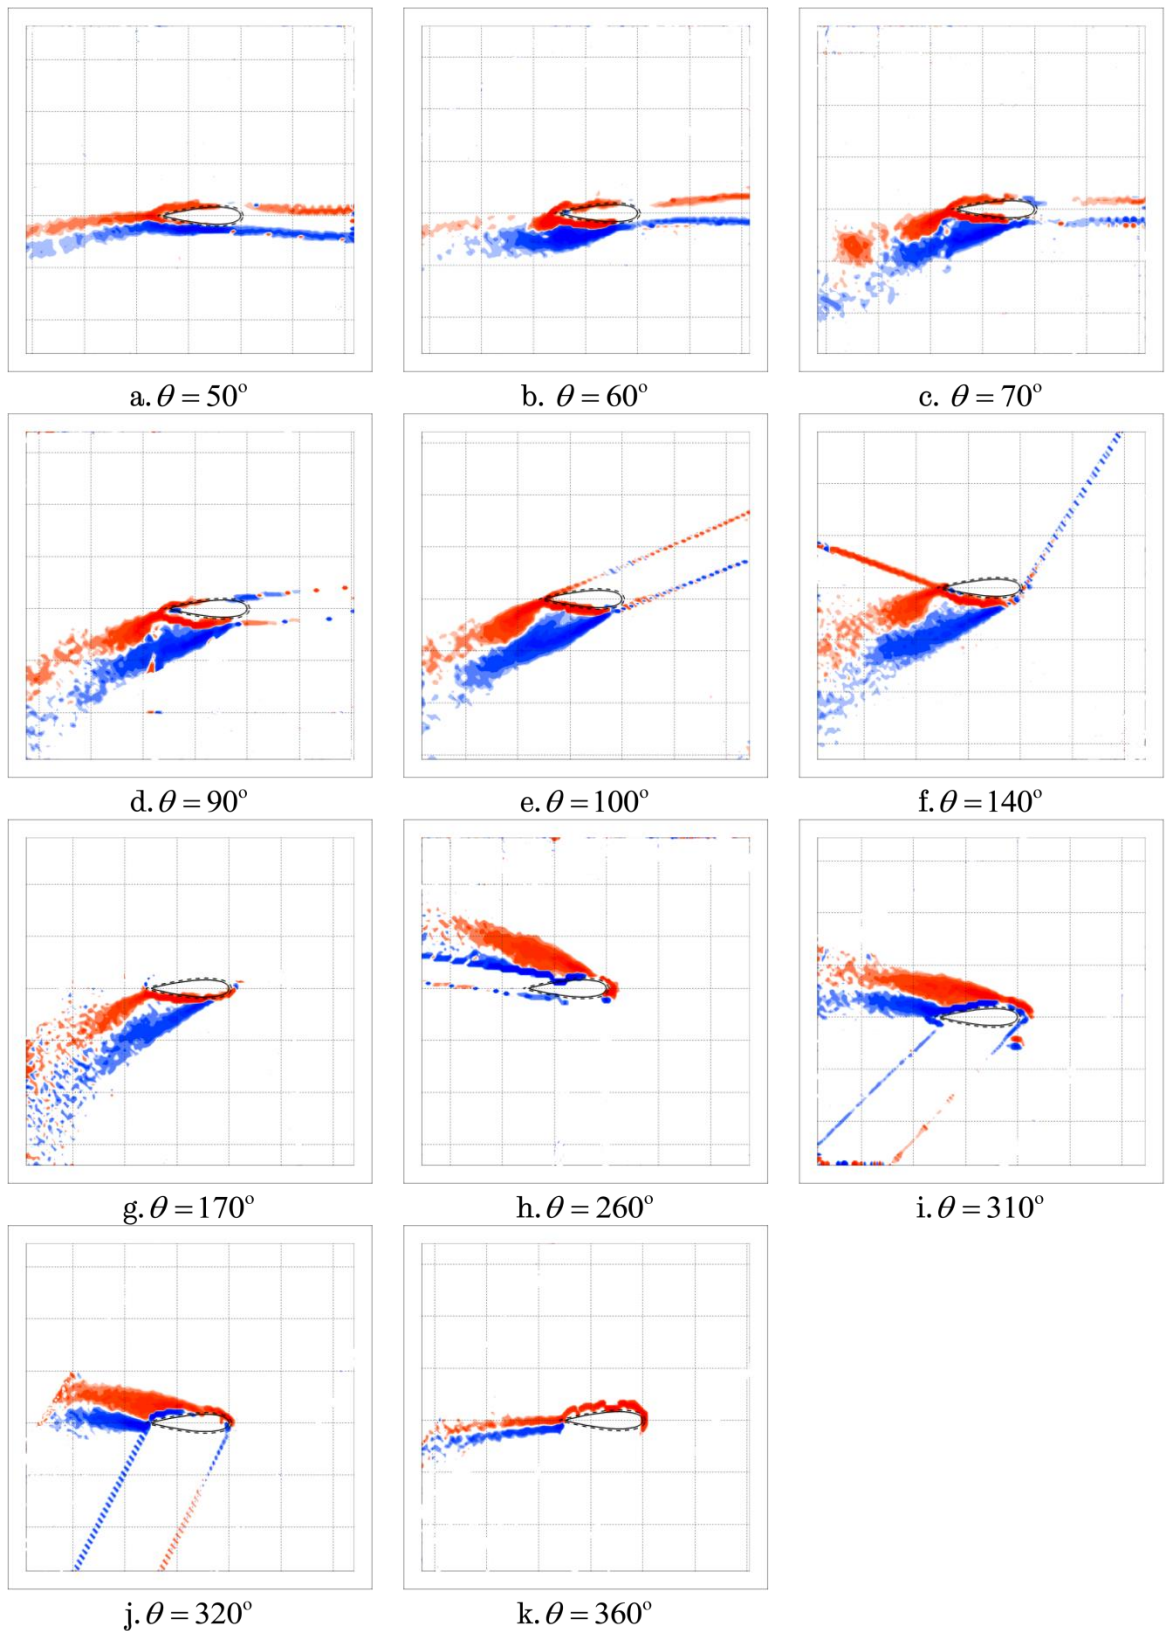 a. θ = 50° b. θ = 60° c. θ = 70°
d. θ = 90° e. θ = 100° f. θ = 140°
g. θ = 170° h. θ = 260° i. θ = 310°
j. θ = 320° k. θ = 360°